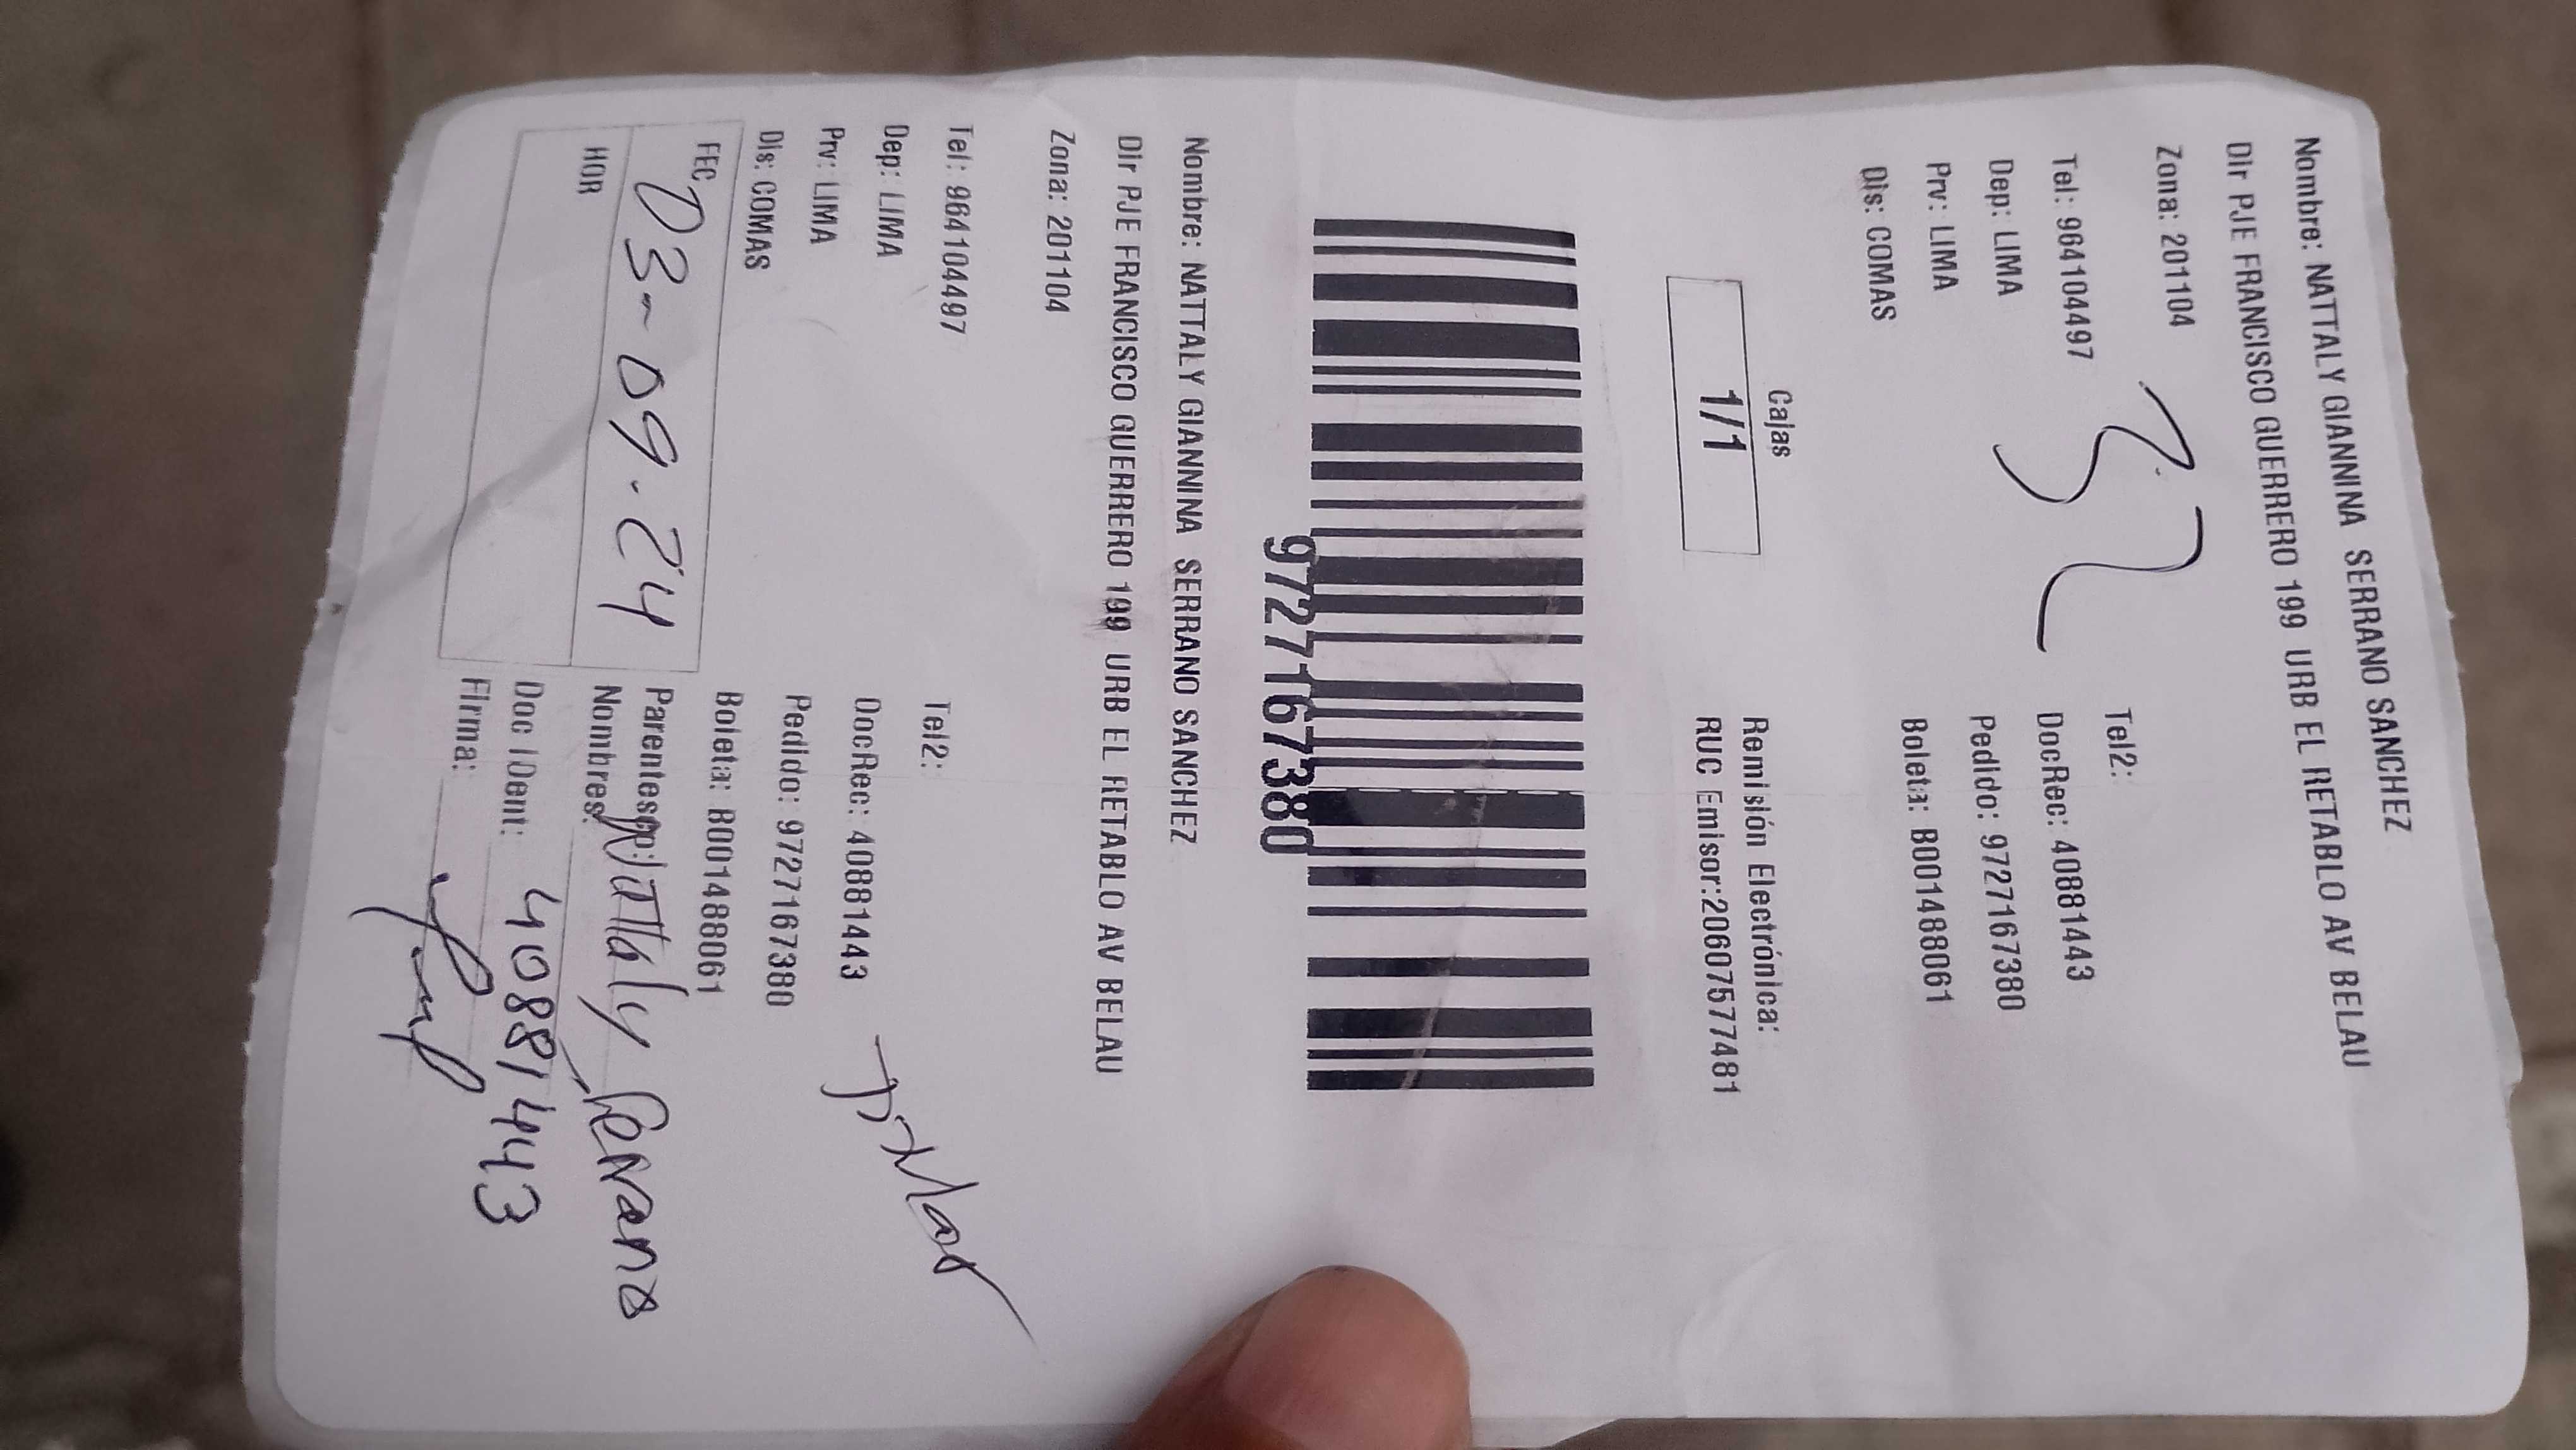 Nombre: NATTALY GIANNINA SERRANO SANCHEZ
Dir PJE FRANCISCO GUERRERO 199 URB EL RETABLO AV BELAU
Zona: 201104
32
Tel: 964104497 Tel2:
Dep: LIMA DocRec: 40881443
Prv: LIMA Pedido: 9727167380
Dis: COMAS Boleta: B001488061
Cajas Remisión Electrónica:
1/1 RUC Emisor:20607577481
9727167380
Nombre: NATTALY GIANNINA SERRANO SANCHEZ
Dir PJE FRANCISCO GUERRERO 199 URB EL RETABLO AV BELAU
Zona: 201104
Tel: 964104497 Tel2:
Dep: LIMA DocRec: 40881443
Prv: LIMA Pedido: 9727167380
Dis: COMAS Boleta: B001488061
FEC 03-09.24 Parentesco:
HOR Nombres: Nattaly Serrano
Doc IDent: 40881443
Firma: